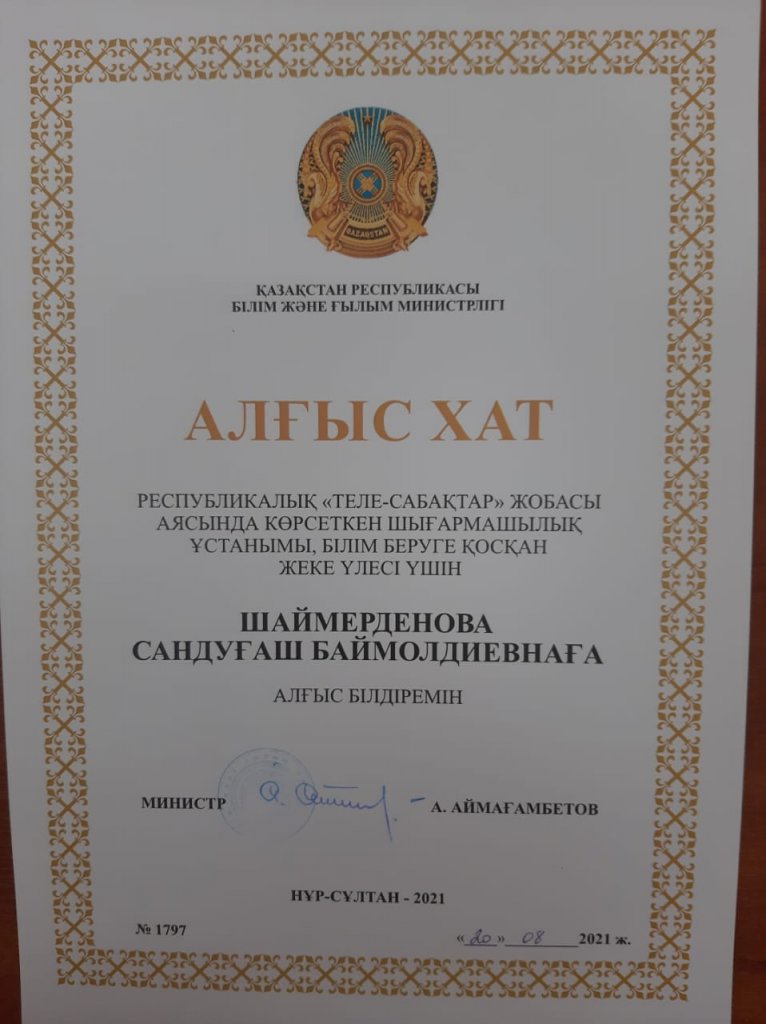 QAZAQSTAN
ҚАЗАҚСТАН РЕСПУБЛИКАСЫ
БІЛІМ ЖӘНЕ ҒЫЛЫМ МИНИСТРЛІГІ
АЛҒЫС ХАТ
РЕСПУБЛИКАЛЫҚ «ТЕЛЕ-САБАҚТАР» ЖОБАСЫ
АЯСЫНДА КӨРСЕТКЕН ШЫҒАРМАШЫЛЫҚ
ҰСТАНЫМЫ, БІЛІМ БЕРУГЕ ҚОСҚАН
ЖЕКЕ ҮЛЕСІ ҮШІН
ШАЙМЕРДЕНОВА
САНДУҒАШ БАЙМОЛДИЕВНАҒА
АЛҒЫС БІЛДІРЕМІН
МИНИСТР
А. АЙМАҒАМБЕТОВ
НҰР-СҰЛТАН - 2021
№ 1797
«20» 08 2021 ж.